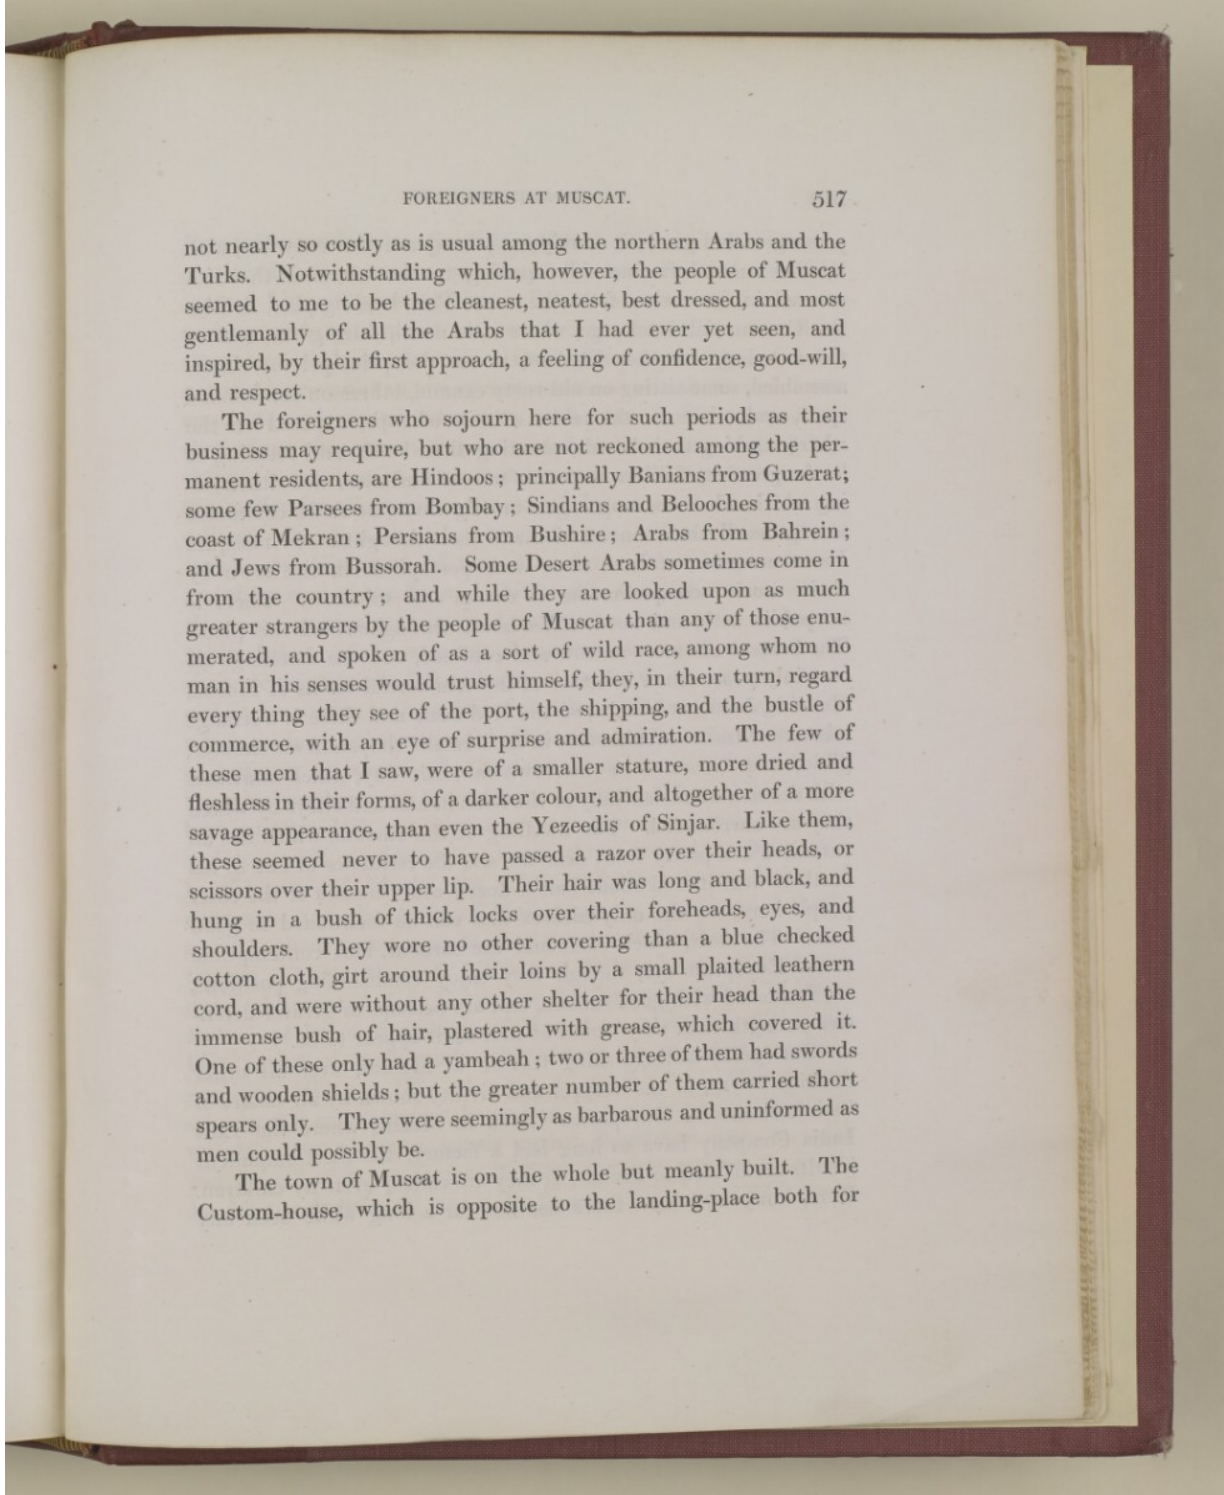 FOREIGNERS AT MUSCAT. 517
not nearly so costly as is usual among the northern Arabs and the
Turks. Notwithstanding which, however, the people of Muscat
seemed to me to be the cleanest, neatest, best dressed, and most
gentlemanly of all the Arabs that I had ever yet seen, and
inspired, by their first approach, a feeling of confidence, good-will,
and respect.
The foreigners who sojourn here for such periods as their
business may require, but who are not reckoned among the per-
manent residents, are Hindoos; principally Banians from Guzerat;
some few Parsees from Bombay; Sindians and Belooches from the
coast of Mekran; Persians from Bushire; Arabs from Bahrein;
and Jews from Bussorah. Some Desert Arabs sometimes come in
from the country; and while they are looked upon as much
greater strangers by the people of Muscat than any of those enu-
merated, and spoken of as a sort of wild race, among whom no
man in his senses would trust himself, they, in their turn, regard
every thing they see of the port, the shipping, and the bustle of
commerce, with an eye of surprise and admiration. The few of
these men that I saw, were of a smaller stature, more dried and
fleshless in their forms, of a darker colour, and altogether of a more
savage appearance, than even the Yezeedis of Sinjar. Like them,
these seemed never to have passed a razor over their heads, or
scissors over their upper lip. Their hair was long and black, and
hung in a bush of thick locks over their foreheads, eyes, and
shoulders. They wore no other covering than a blue checked
cotton cloth, girt around their loins by a small plaited leathern
cord, and were without any other shelter for their head than the
immense bush of hair, plastered with grease, which covered it.
One of these only had a yambeah; two or three of them had swords
and wooden shields; but the greater number of them carried short
spears only. They were seemingly as barbarous and uninformed as
men could possibly be.
The town of Muscat is on the whole but meanly built. The
Custom-house, which is opposite to the landing-place both for